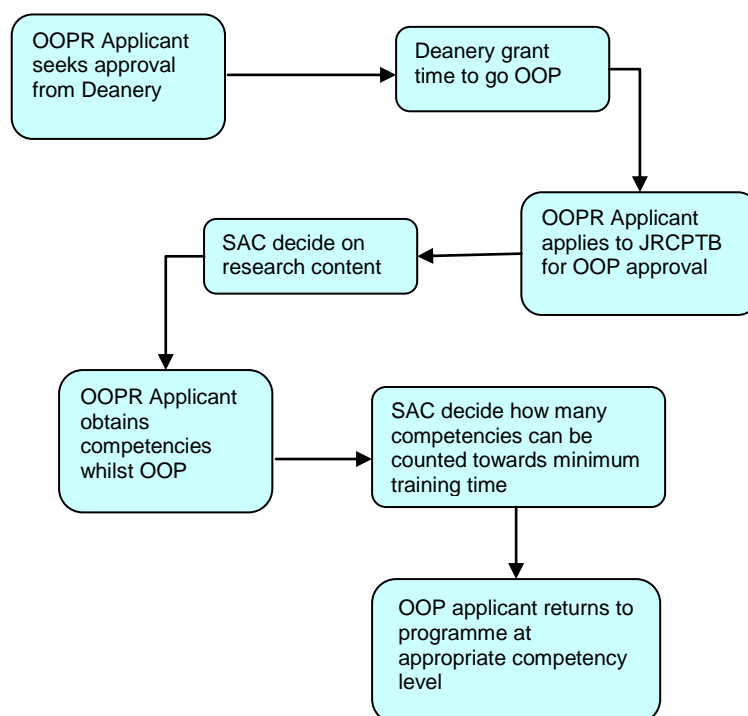 OOPR Applicant
seeks approval
from Deanery
Deanery grant
time to go OOP
OOPR Applicant
applies to JRCPTB
for OOP approval
SAC decide on
research content
OOPR Applicant
obtains
competencies
whilst OOP
SAC decide how many
competencies can be
counted towards minimum
training time
OOP applicant returns to
programme at
appropriate competency
level